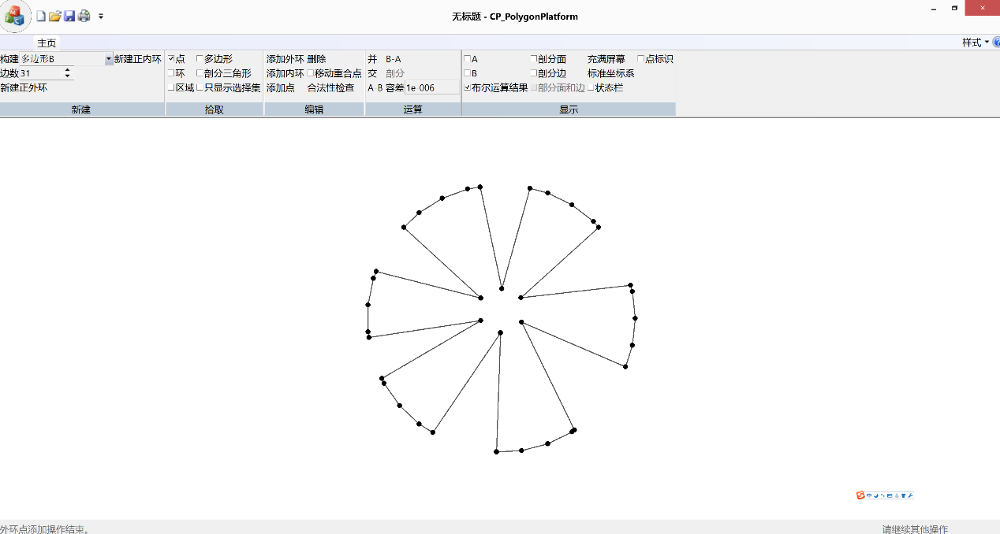 无标题 - CP_PolygonPlatform
主页 样式
构建 多边形B 新建正内环 点 多边形 添加外环 删除 并 B-A A 剖分面 充满屏幕 点标识
边数 31 环 剖分三角形 添加内环 移动重合点 交 剖分 B 剖分边 标准坐标系
新建正外环 区域 只显示选择集 添加点 合法性检查 A-B 容差 1e-006 布尔运算结果 部分面和边 状态栏
新建 拾取 编辑 运算 显示
中
外环点添加操作结束。 请继续其他操作